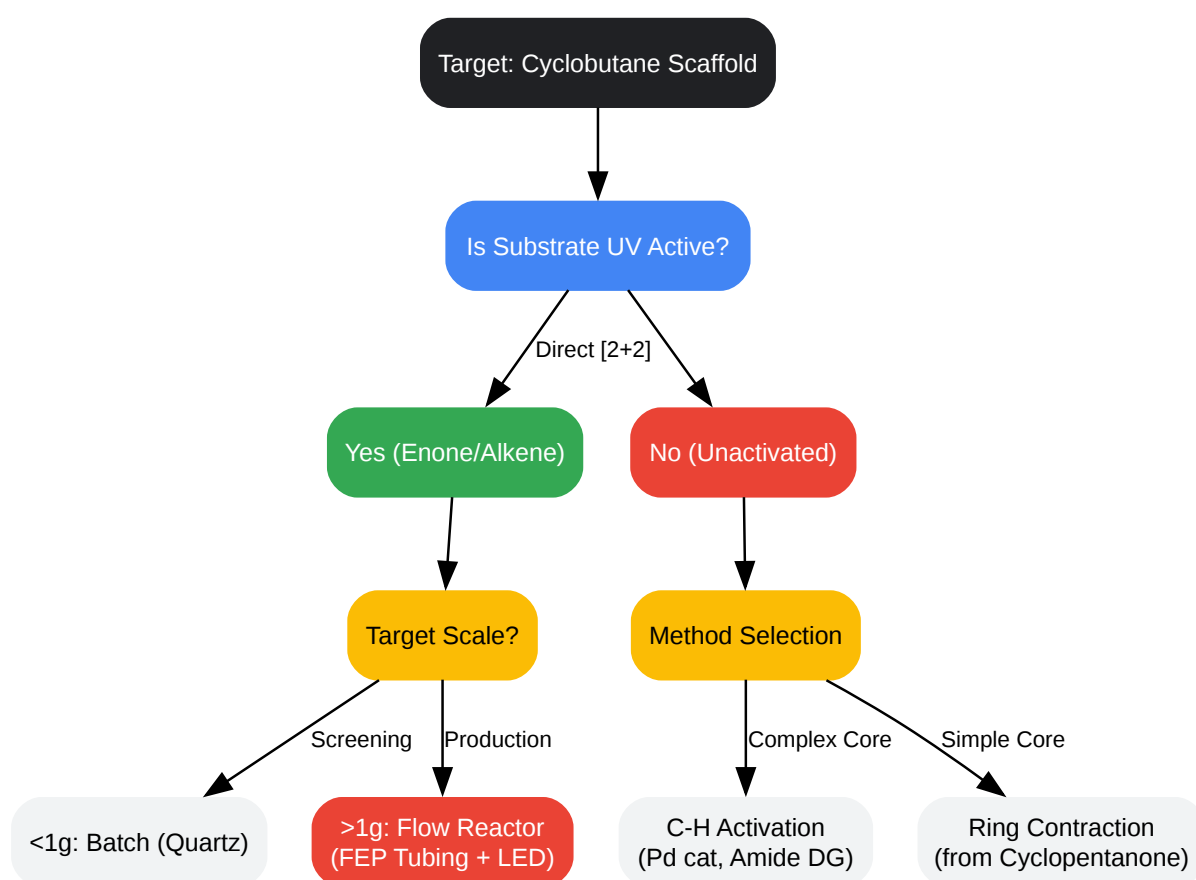 Target: Cyclobutane Scaffold
Is Substrate UV Active?
Direct [2+2]
Yes (Enone/Alkene)
No (Unactivated)
Target Scale?
Method Selection
Screening
Production
Complex Core
Simple Core
<1g: Batch (Quartz)
>1g: Flow Reactor
(FEP Tubing + LED)
C-H Activation
(Pd cat, Amide DG)
Ring Contraction
(from Cyclopentanone)